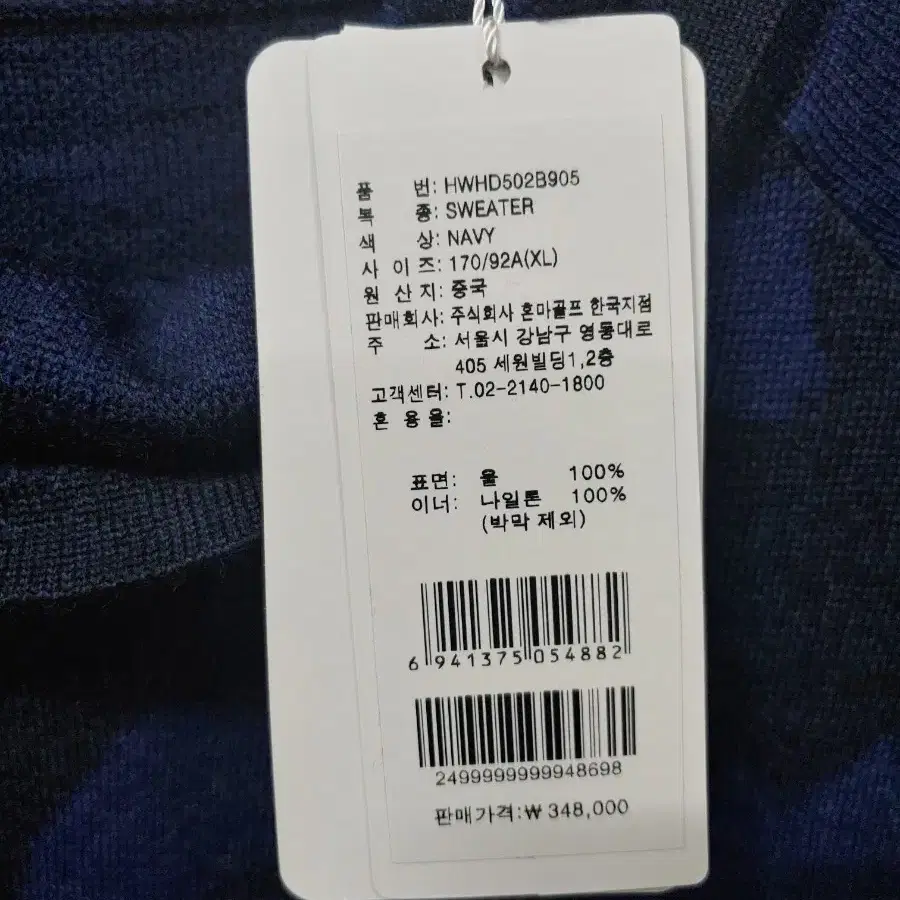 품 번: HWHD502B905
복 종: SWEATER
색 상: NAVY
사 이 즈: 170/92A(XL)
원 산 지: 중국
판매회사: 주식회사 혼마골프 한국지점
주 소: 서울시 강남구 영동대로
405 세원빌딩1,2층
고객센터: T.02-2140-1800
혼 용 율:
표면: 울 100%
이너: 나일론 100%
(박막 제외)
6 941375 054882
2499999999948698
판매가격:₩ 348,000